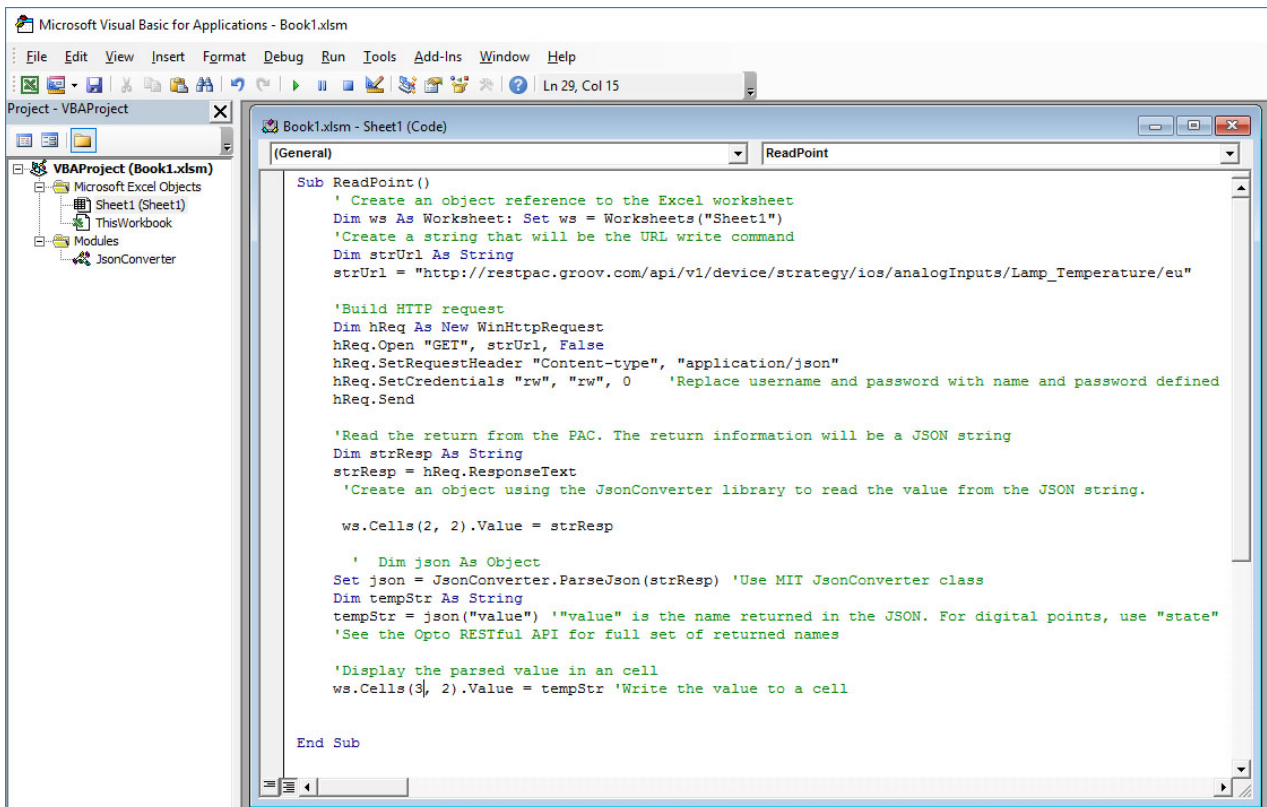 Microsoft Visual Basic for Applications - Book1.xlsm
File Edit View Insert Format Debug Run Tools Add-Ins Window Help
Ln 29, Col 15
Project - VBAProject
VBAProject (Book1.xlsm)
Microsoft Excel Objects
Sheet1 (Sheet1)
ThisWorkbook
Modules
JsonConverter
Book1.xlsm - Sheet1 (Code)
(General) ReadPoint
Sub ReadPoint()
' Create an object reference to the Excel worksheet
Dim ws As Worksheet: Set ws = Worksheets("Sheet1")
'Create a string that will be the URL write command
Dim strUrl As String
strUrl = "http://restpac.groov.com/api/v1/device/strategy/ios/analogInputs/Lamp_Temperature/eu"
'Build HTTP request
Dim hReq As New WinHttpRequest
hReq.Open "GET", strUrl, False
hReq.SetRequestHeader "Content-type", "application/json"
hReq.SetCredentials "rw", "rw", 0 'Replace username and password with name and password defined
hReq.Send
'Read the return from the PAC. The return information will be a JSON string
Dim strResp As String
strResp = hReq.ResponseText
'Create an object using the JsonConverter library to read the value from the JSON string.
ws.Cells(2, 2).Value = strResp
' Dim json As Object
Set json = JsonConverter.ParseJson(strResp) 'Use MIT JsonConverter class
Dim tempStr As String
tempStr = json("value") '"value" is the name returned in the JSON. For digital points, use "state"
'See the Opto RESTful API for full set of returned names
'Display the parsed value in an cell
ws.Cells(3, 2).Value = tempStr 'Write the value to a cell
End Sub